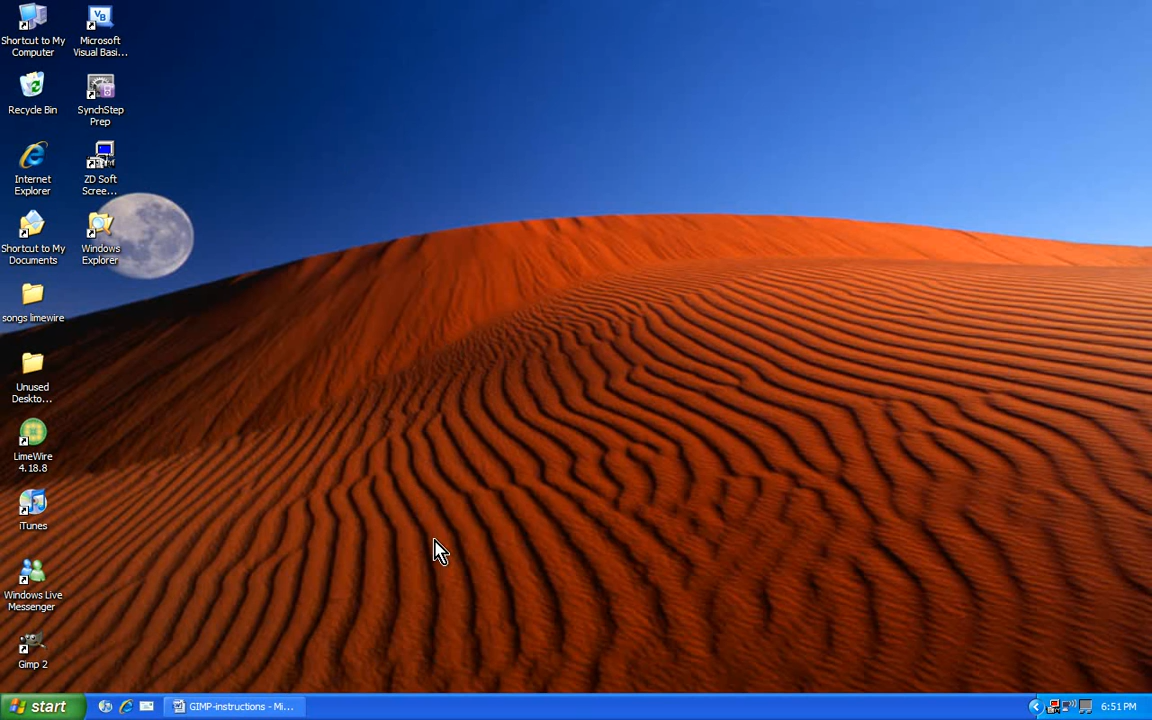 Shortcut to My
Computer
Microsoft
Visual Basi...
Recycle Bin
SynchStep
Prep
Internet
Explorer
ZD Soft
Scree...
Shortcut to My
Documents
Windows
Explorer
songs limewire
Unused
Deskto...
LimeWire
4.18.8
iTunes
Windows Live
Messenger
Gimp 2
start
GIMP-instructions - Mi...
6:51 PM